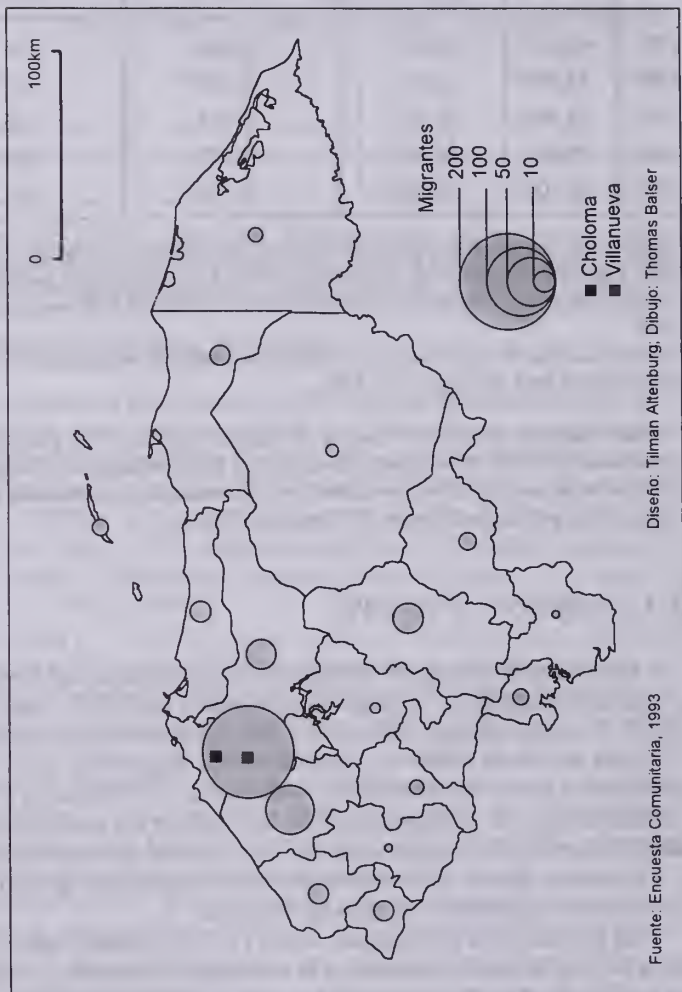 0
100km
Migrantes
200
100
50
10
Choloma
Villanueva
Fuente: Encuesta Comunitaria, 1993
Diseño: Tilman Altenburg; Dibujo: Thomas Balser